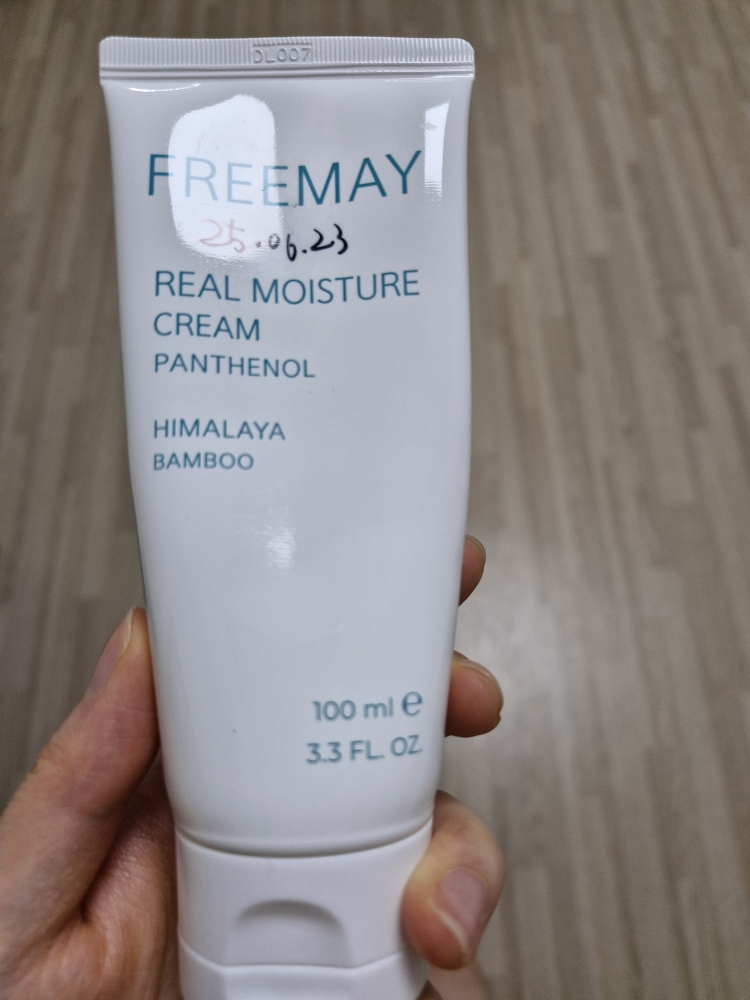 DL007
FREEMAY
25.06.23
REAL MOISTURE
CREAM
PANTHENOL
HIMALAYA
BAMBOO
100 ml ℮
3.3 FL. OZ.